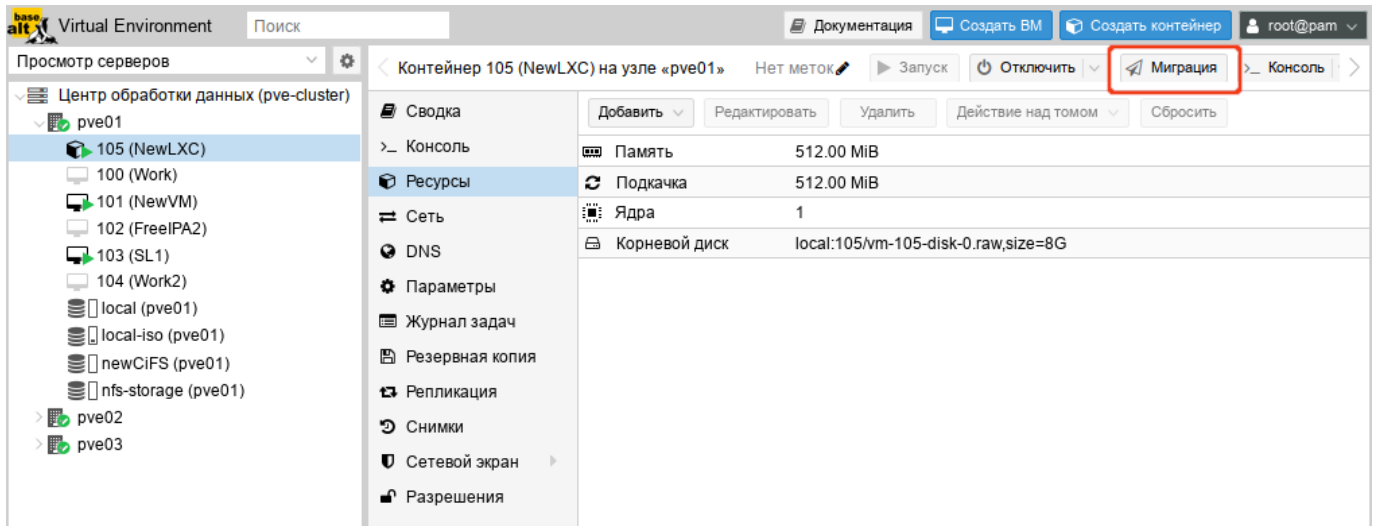 base
alt Virtual Environment Поиск Документация Создать ВМ Создать контейнер root@pam
Просмотр серверов
Контейнер 105 (NewLXC) на узле «pve01» Нет меток Запуск Отключить Миграция >_ Консоль
Центр обработки данных (pve-cluster)
pve01
105 (NewLXC)
100 (Work)
101 (NewVM)
102 (FreeIPA2)
103 (SL1)
104 (Work2)
local (pve01)
local-iso (pve01)
newCiFS (pve01)
nfs-storage (pve01)
pve02
pve03
Сводка
>_ Консоль
Ресурсы
Сеть
DNS
Параметры
Журнал задач
Резервная копия
Репликация
Снимки
Сетевой экран
Разрешения
Добавить Редактировать Удалить Действие над томом Сбросить
Память 512.00 MiB
Подкачка 512.00 MiB
Ядра 1
Корневой диск local:105/vm-105-disk-0.raw,size=8G